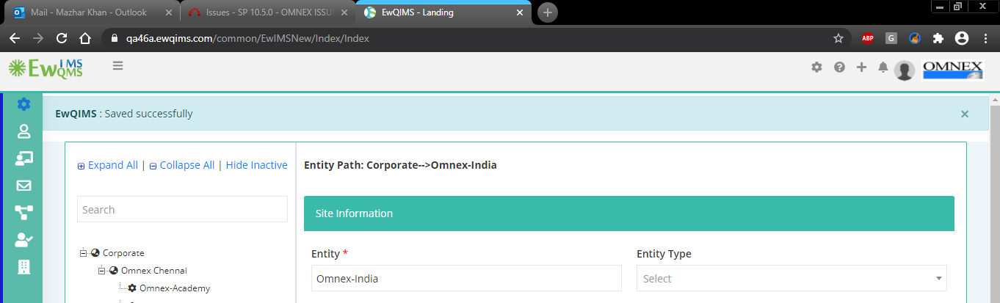 Mail - Mazhar Khan - Outlook
Issues - SP 10.5.0 - OMNEX ISSU
EwQIMS - Landing
qa46a.ewqims.com/common/EwIMSNew/Index/Index
ABP
G
Ew IMS QMS
OMNEX
EwQIMS : Saved successfully
Expand All | Collapse All | Hide Inactive
Entity Path: Corporate-->Omnex-India
Search
Site Information
Corporate
Omnex Chennai
Omnex-Academy
Entity *
Entity Type
Omnex-India
Select